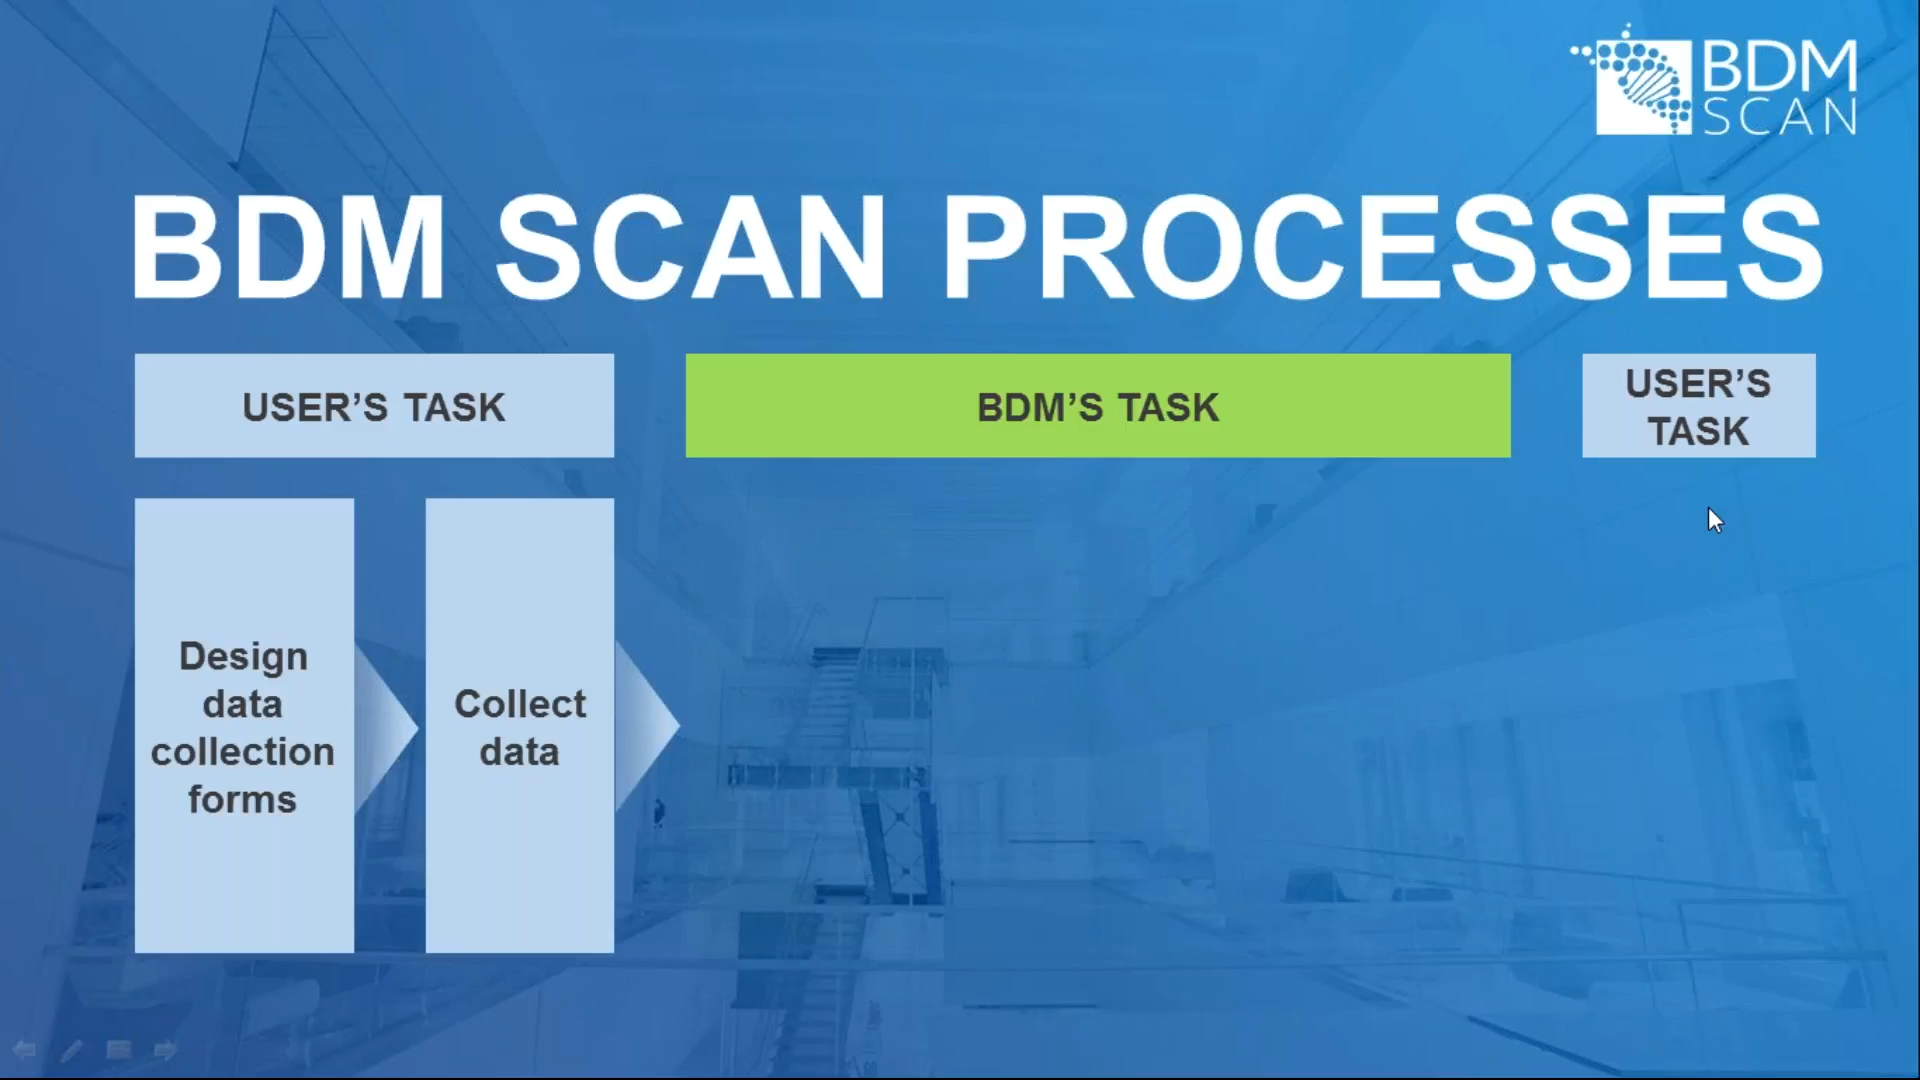 BDM
SCAN
BDM SCAN PROCESSES
USER’S TASK
BDM’S TASK
USER’S
TASK
Design
data
collection
forms
Collect
data